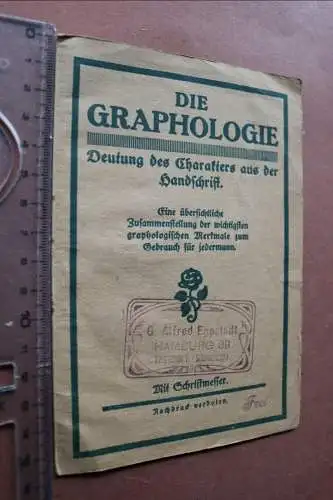 DIE
GRAPHOLOGIE
Deutung des Charakters aus der
Handschrift.
Eine übersichtliche
Zusammenstellung der wichtigsten
graphologischen Merkmale zum
Gebrauch für jedermann.
G. Alfred
HAMBURG
Mit Schriftmesser.
Nachdruck verboten.